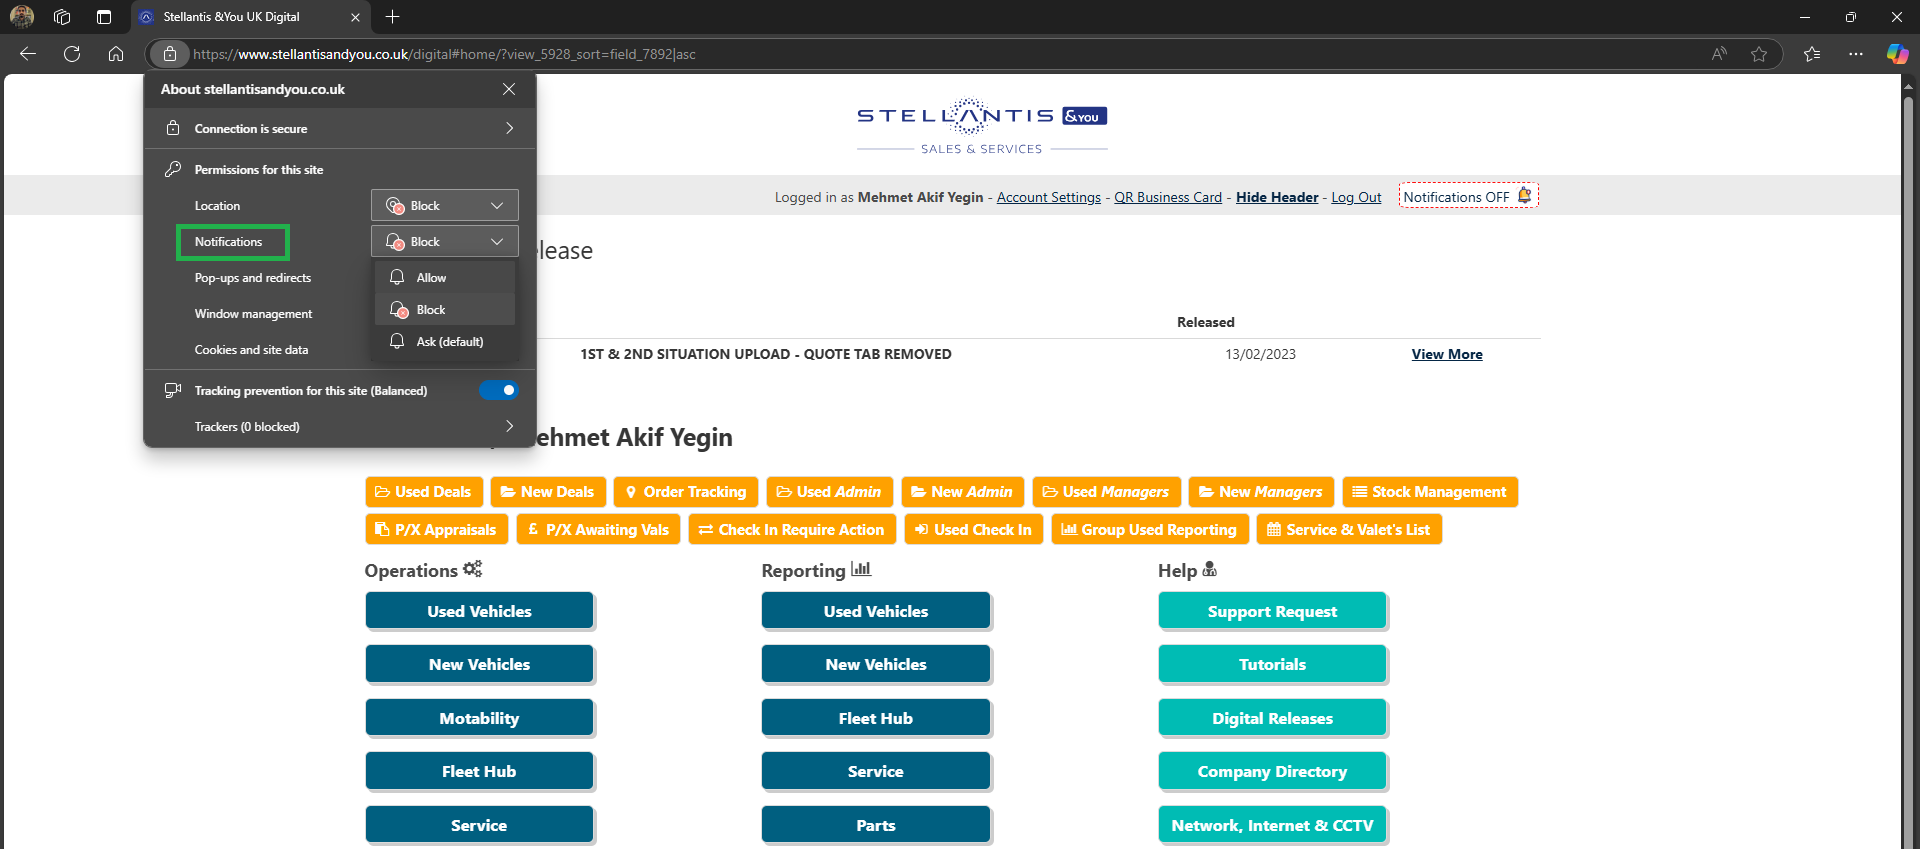 Stellantis &You UK Digital
https://www.stellantisandyou.co.uk/digital#home/?view_5928_sort=field_7892|asc
About stellantisandyou.co.uk
Connection is secure
Permissions for this site
Location
Block
Notifications
Block
Pop-ups and redirects
Allow
Window management
Block
Cookies and site data
Ask (default)
Tracking prevention for this site (Balanced)
Trackers (0 blocked)
STELLANTIS &YOU
SALES & SERVICES
Logged in as Mehmet Akif Yegin - Account Settings - QR Business Card - Hide Header - Log Out
Notifications OFF
lease
Released
1ST & 2ND SITUATION UPLOAD - QUOTE TAB REMOVED 13/02/2023 View More
ehmet Akif Yegin
Used Deals New Deals Order Tracking Used Admin New Admin Used Managers New Managers Stock Management
P/X Appraisals £ P/X Awaiting Vals Check In Require Action Used Check In Group Used Reporting Service & Valet's List
Operations
Used Vehicles
New Vehicles
Motability
Fleet Hub
Service
Reporting
Used Vehicles
New Vehicles
Fleet Hub
Service
Parts
Help
Support Request
Tutorials
Digital Releases
Company Directory
Network, Internet & CCTV